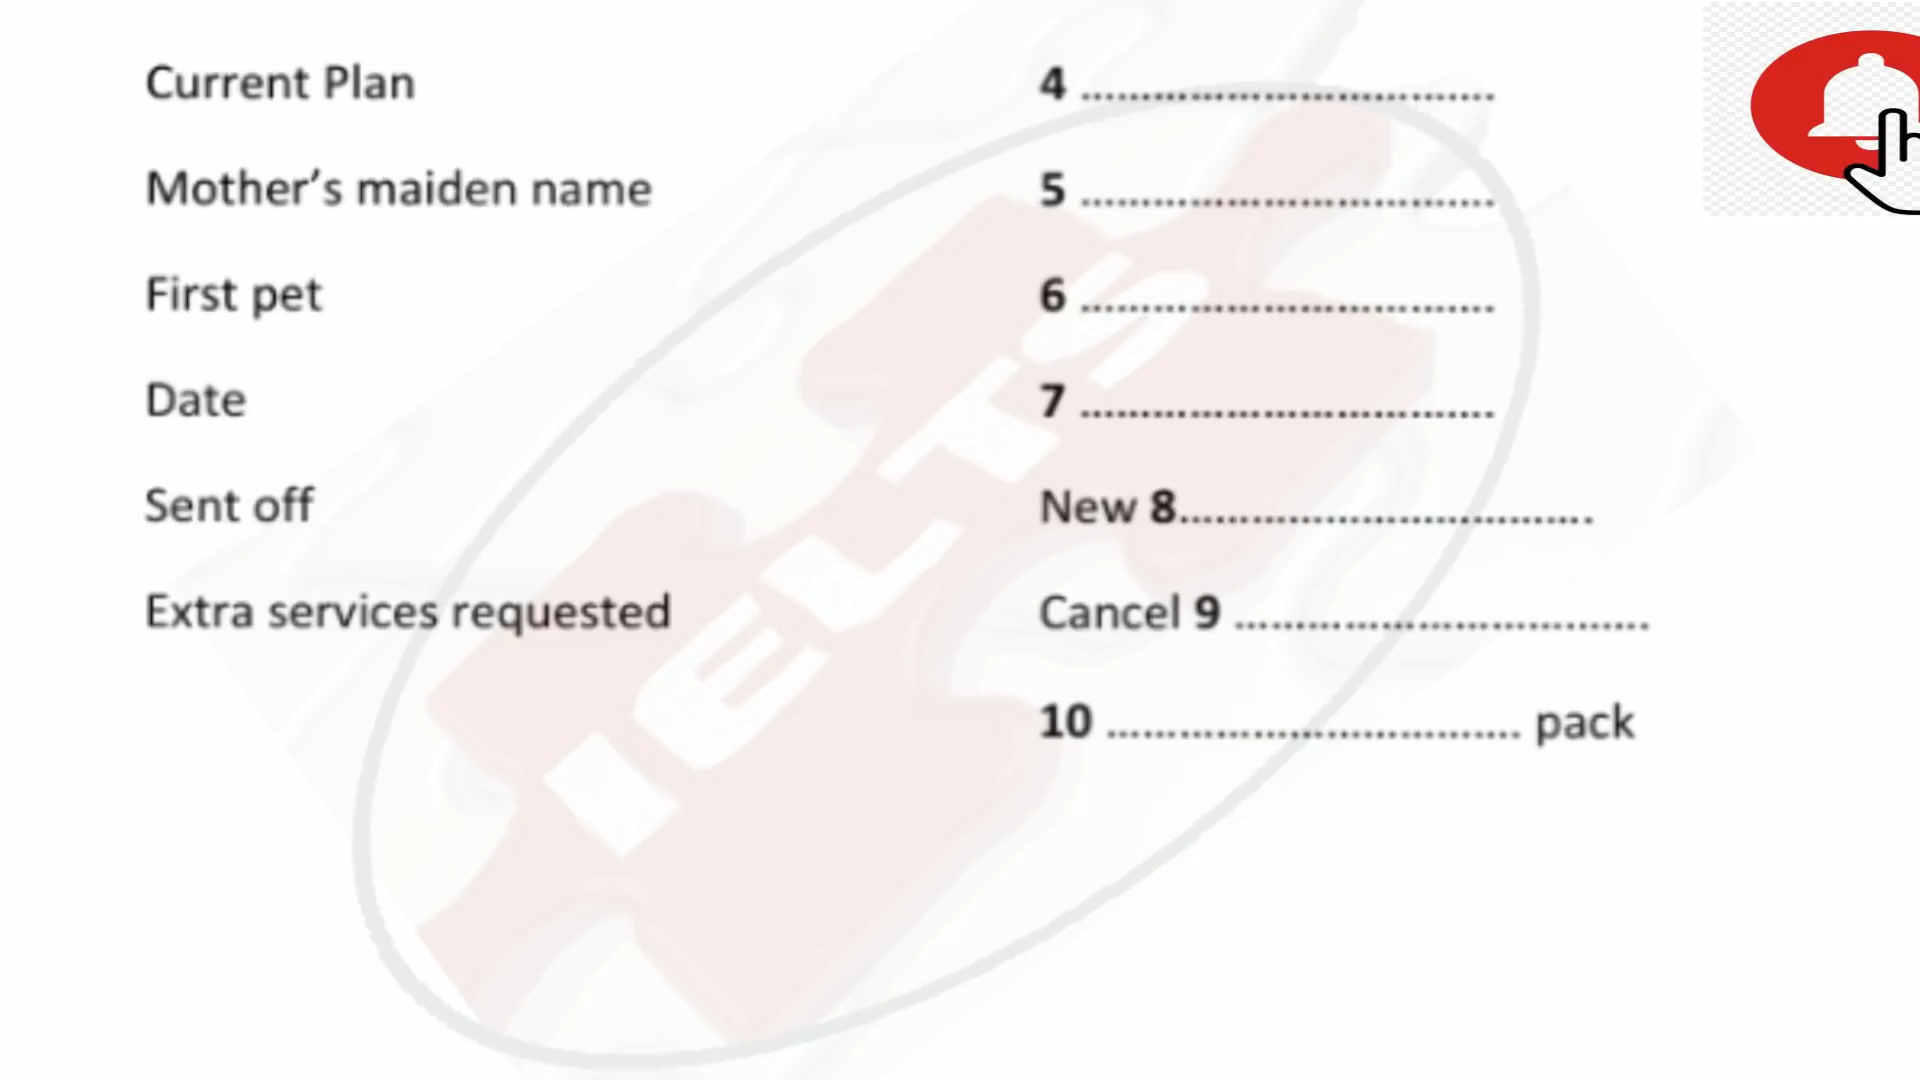 Current Plan 4 ..................................
Mother's maiden name 5 ..................................
First pet 6 ..................................
Date 7 ..................................
Sent off New 8..................................
Extra services requested Cancel 9 ..................................
10 .................................. pack
IELTS